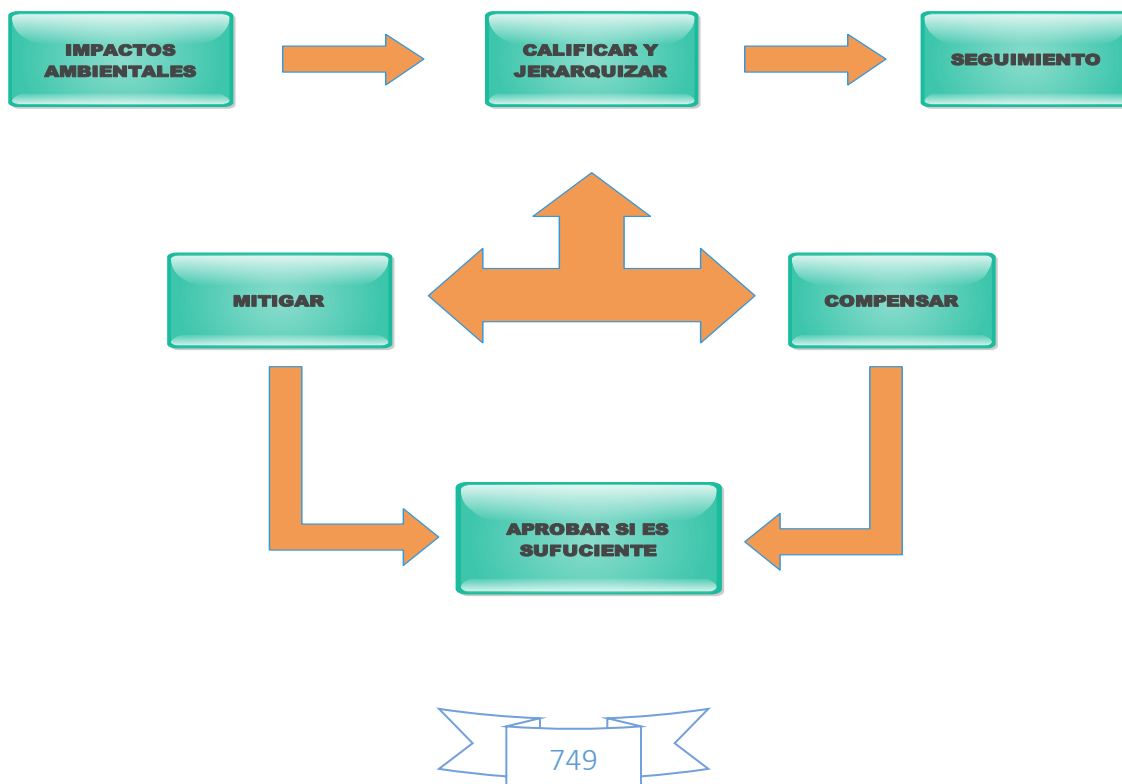 IMPACTOS
AMBIENTALES
CALIFICAR Y
JERARQUIZAR
SEGUIMIENTO
MITIGAR
COMPENSAR
APROBAR SI ES
SUFUCIENTE
749